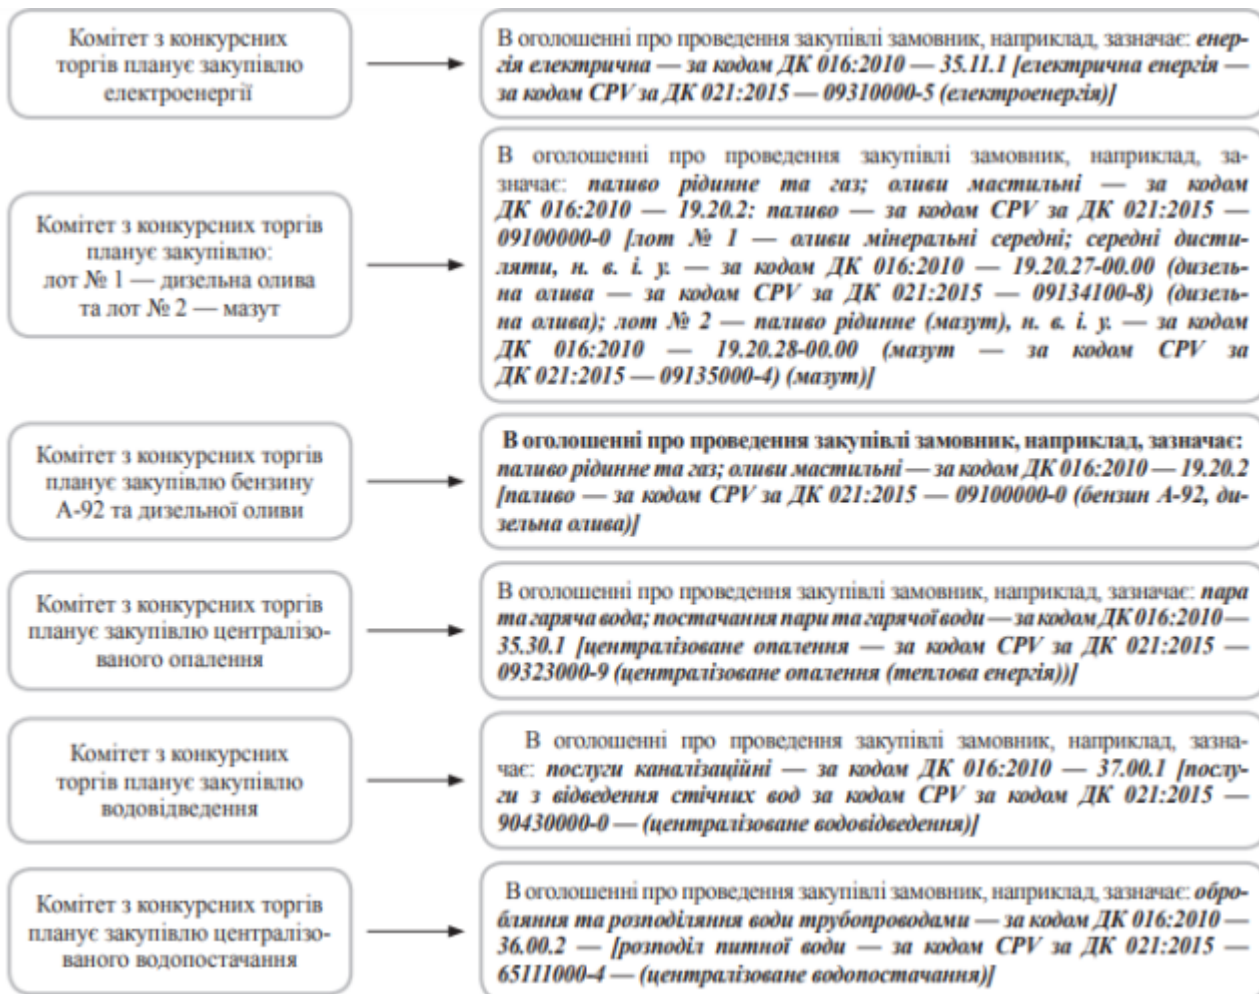 Комітет з конкурсних
торгів планує закупівлю
електроенергії
В оголошенні про проведення закупівлі замовник, наприклад, зазначає: енер-
гія електрична — за кодом ДК 016:2010 — 35.11.1 [електрична енергія —
за кодом CPV за ДК 021:2015 — 09310000-5 (електроенергія)]
Комітет з конкурсних торгів
планує закупівлю:
лот № 1 — дизельна олива
та лот № 2 — мазут
В оголошенні про проведення закупівлі замовник, наприклад, за-
значає: паливо рідинне та газ; оливи мастильні — за кодом
ДК 016:2010 — 19.20.2: паливо — за кодом CPV за ДК 021:2015 —
09100000-0 [лот № 1 — оливи мінеральні середні; середні дисти-
ляти, н. в. і. у. — за кодом ДК 016:2010 — 19.20.27-00.00 (дизель-
на олива — за кодом CPV за ДК 021:2015 — 09134100-8) (дизель-
на олива); лот № 2 — паливо рідинне (мазут), н. в. і. у. — за кодом
ДК 016:2010 — 19.20.28-00.00 (мазут — за кодом CPV за
ДК 021:2015 — 09135000-4) (мазут)]
Комітет з конкурсних торгів
планує закупівлю бензину
А-92 та дизельної оливи
В оголошенні про проведення закупівлі замовник, наприклад, зазначає:
паливо рідинне та газ; оливи мастильні — за кодом ДК 016:2010 — 19.20.2
[паливо — за кодом CPV за ДК 021:2015 — 09100000-0 (бензин А-92, ди-
зельна олива)]
Комітет з конкурсних торгів
планує закупівлю централізо-
ваного опалення
В оголошенні про проведення закупівлі замовник, наприклад, зазначає: пара
та гаряча вода; постачання пари та гарячої води — за кодом ДК 016:2010 —
35.30.1 [централізоване опалення — за кодом CPV за ДК 021:2015 —
09323000-9 (централізоване опалення (теплова енергія))]
Комітет з конкурсних
торгів планує закупівлю
водовідведення
В оголошенні про проведення закупівлі замовник, наприклад, зазна-
чає: послуги каналізаційні — за кодом ДК 016:2010 — 37.00.1 [послу-
ги з відведення стічних вод за кодом CPV за кодом ДК 021:2015 —
90430000-0 — (централізоване водовідведення)]
Комітет з конкурсних торгів
планує закупівлю централізо-
ваного водопостачання
В оголошенні про проведення закупівлі замовник, наприклад, зазначає: обро-
бляння та розподіляння води трубопроводами — за кодом ДК 016:2010 —
36.00.2 — [розподіл питної води — за кодом CPV за ДК 021:2015 —
65111000-4 — (централізоване водопостачання)]